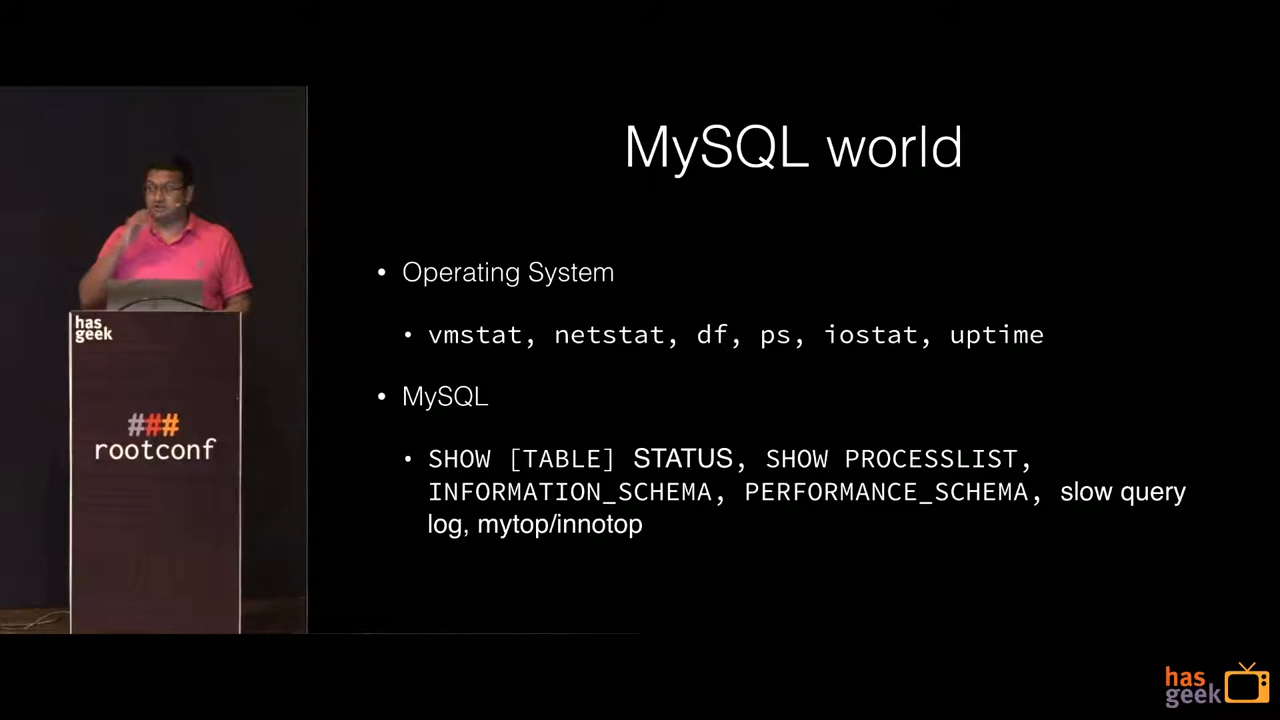 MySQL world
• Operating System
• vmstat, netstat, df, ps, iostat, uptime
• MySQL
• SHOW [TABLE] STATUS, SHOW PROCESSLIST,
INFORMATION_SCHEMA, PERFORMANCE_SCHEMA, slow query
log, mytop/innotop
has
geek
###
rootconf
has
geek